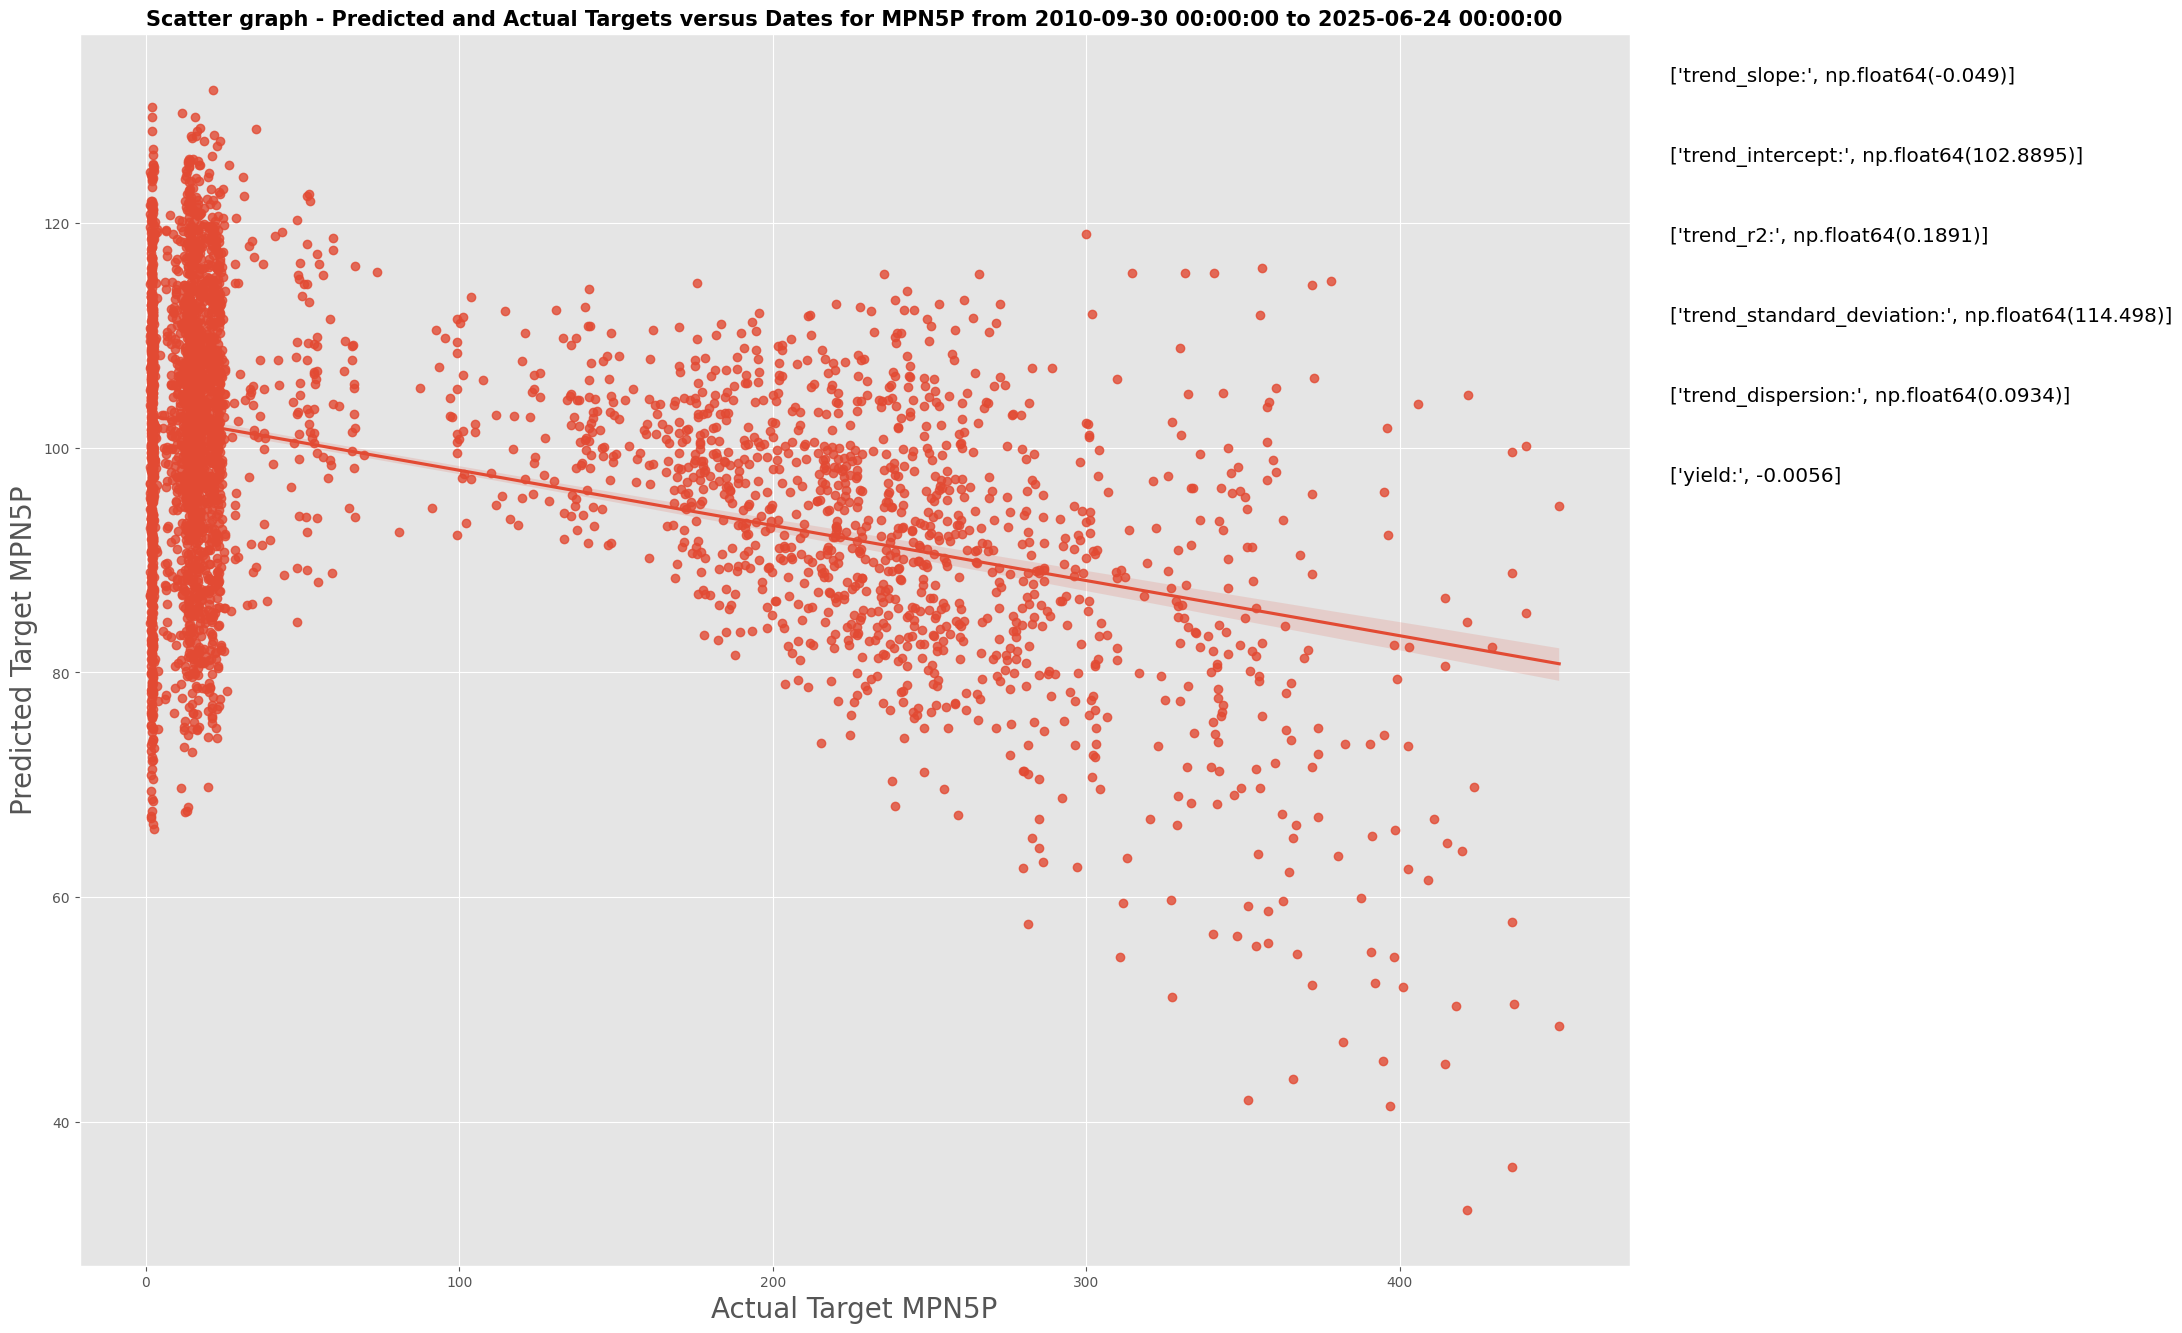 Scatter graph - Predicted and Actual Targets versus Dates for MPN5P from 2010-09-30 00:00:00 to 2025-06-24 00:00:00
['trend_slope:', np.float64(-0.049)]
['trend_intercept:', np.float64(102.8895)]
['trend_r2:', np.float64(0.1891)]
['trend_standard_deviation:', np.float64(114.498)]
['trend_dispersion:', np.float64(0.0934)]
['yield:', -0.0056]
Predicted Target MPN5P
120
100
80
60
40
0 100 200 300 400
Actual Target MPN5P